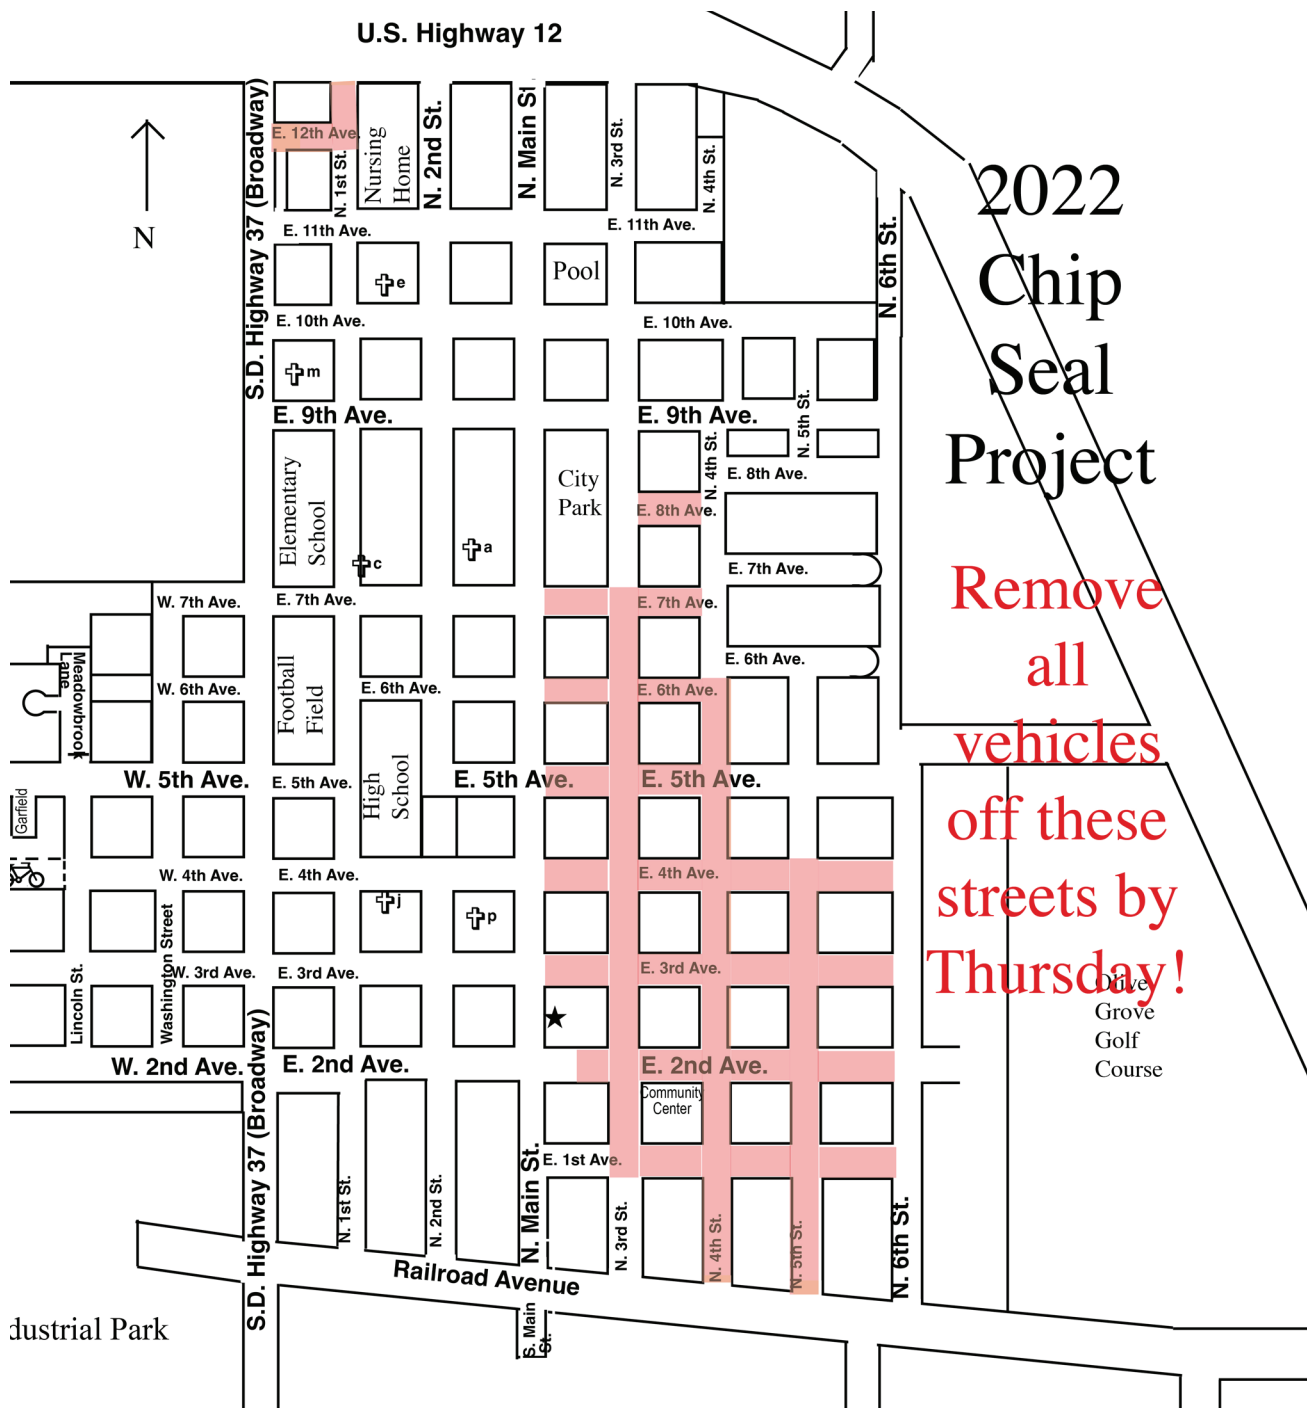 U.S. Highway 12
S.D. Highway 37 (Broadway)
E. 12th Ave.
N. 1st St.
Nursing
Home
N. 2nd St.
N. Main St
N. 3rd St.
N. 4th St.
N
E. 11th Ave.
E. 11th Ave.
N. 6th St.
2022
Chip
Seal
Project
e
Pool
E. 10th Ave.
E. 10th Ave.
m
E. 9th Ave.
E. 9th Ave.
N. 5th St.
N. 4th St.
Elementary
School
City
Park
E. 8th Ave.
E. 8th Ave.
a
c
E. 7th Ave.
W. 7th Ave.
E. 7th Ave.
E. 7th Ave.
Remove
all
vehicles
off these
streets by
Thursday!
Meadowbrook
Lane
Football
Field
E. 6th Ave.
W. 6th Ave.
E. 6th Ave.
E. 6th Ave.
W. 5th Ave.
E. 5th Ave.
High
School
E. 5th Ave.
E. 5th Ave.
Garfield
W. 4th Ave.
E. 4th Ave.
E. 4th Ave.
j
p
Washington Street
Lincoln St.
W. 3rd Ave.
E. 3rd Ave.
E. 3rd Ave.
Olive
Grove
Golf
Course
W. 2nd Ave.
E. 2nd Ave.
E. 2nd Ave.
Community
Center
S.D. Highway 37 (Broadway)
E. 1st Ave.
N. 1st St.
N. 2nd St.
N. Main St.
N. 3rd St.
N. 4th St.
N. 5th St.
N. 6th St.
Railroad Avenue
S. Main
St.
dustrial Park